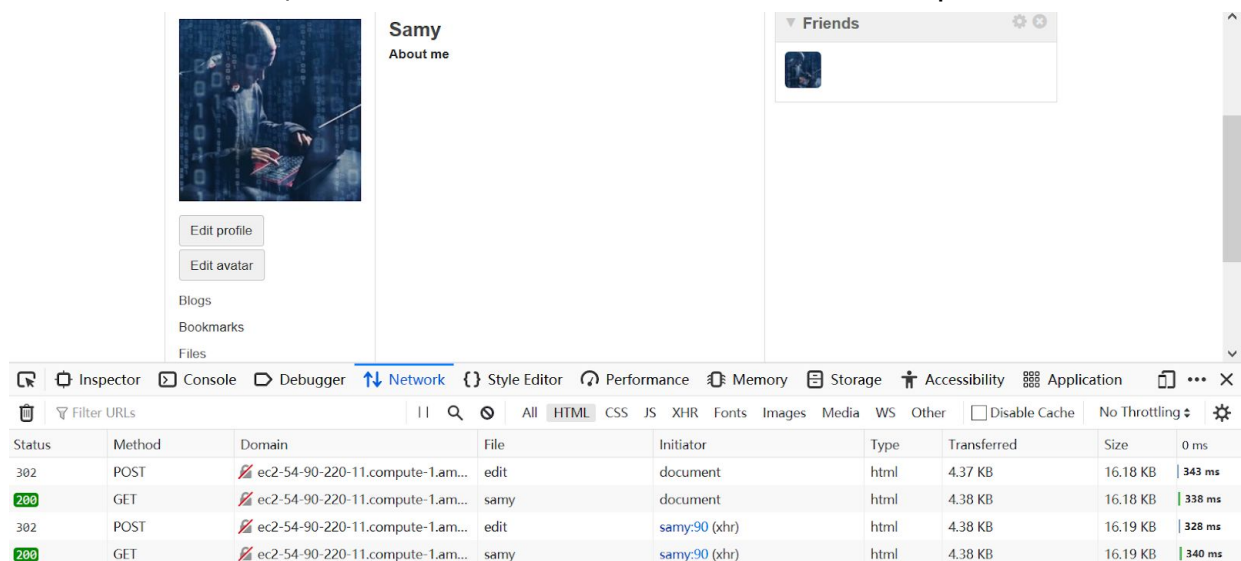 Samy
About me
Friends
Edit profile
Edit avatar
Blogs
Bookmarks
Files
Inspector Console Debugger Network {} Style Editor Performance Memory Storage Accessibility Application
Filter URLs All HTML CSS JS XHR Fonts Images Media WS Other Disable Cache No Throttling
Status Method Domain File Initiator Type Transferred Size 0 ms
302 POST ec2-54-90-220-11.compute-1.am... edit document html 4.37 KB 16.18 KB 343 ms
200 GET ec2-54-90-220-11.compute-1.am... samy document html 4.38 KB 16.18 KB 338 ms
302 POST ec2-54-90-220-11.compute-1.am... edit samy:90 (xhr) html 4.38 KB 16.19 KB 328 ms
200 GET ec2-54-90-220-11.compute-1.am... samy samy:90 (xhr) html 4.38 KB 16.19 KB 340 ms